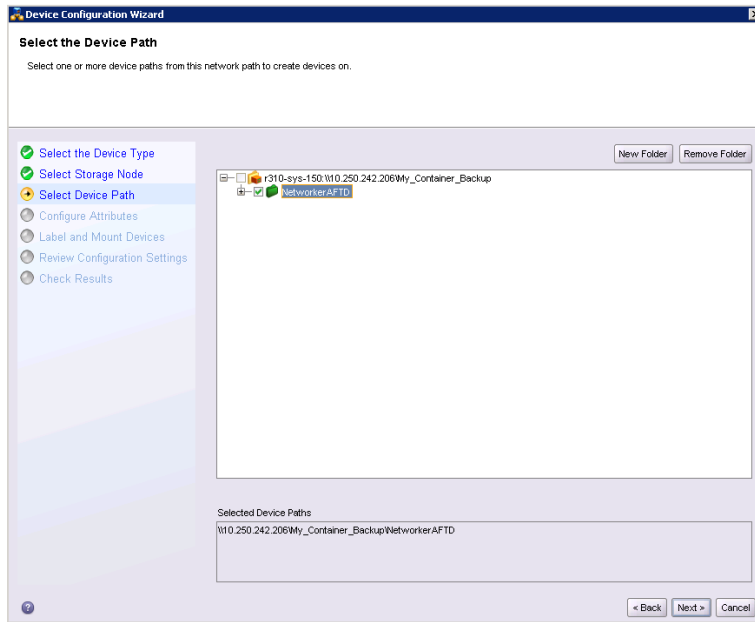 Device Configuration Wizard
Select the Device Path
Select one or more device paths from this network path to create devices on.
Select the Device Type
Select Storage Node
Select Device Path
Configure Attributes
Label and Mount Devices
Review Configuration Settings
Check Results
New Folder
Remove Folder
r310-sys-150:\\10.250.242.206\My_Container_Backup
NetworkerAFTD
Selected Device Paths
\\10.250.242.206\My_Container_Backup\NetworkerAFTD
< Back
Next >
Cancel